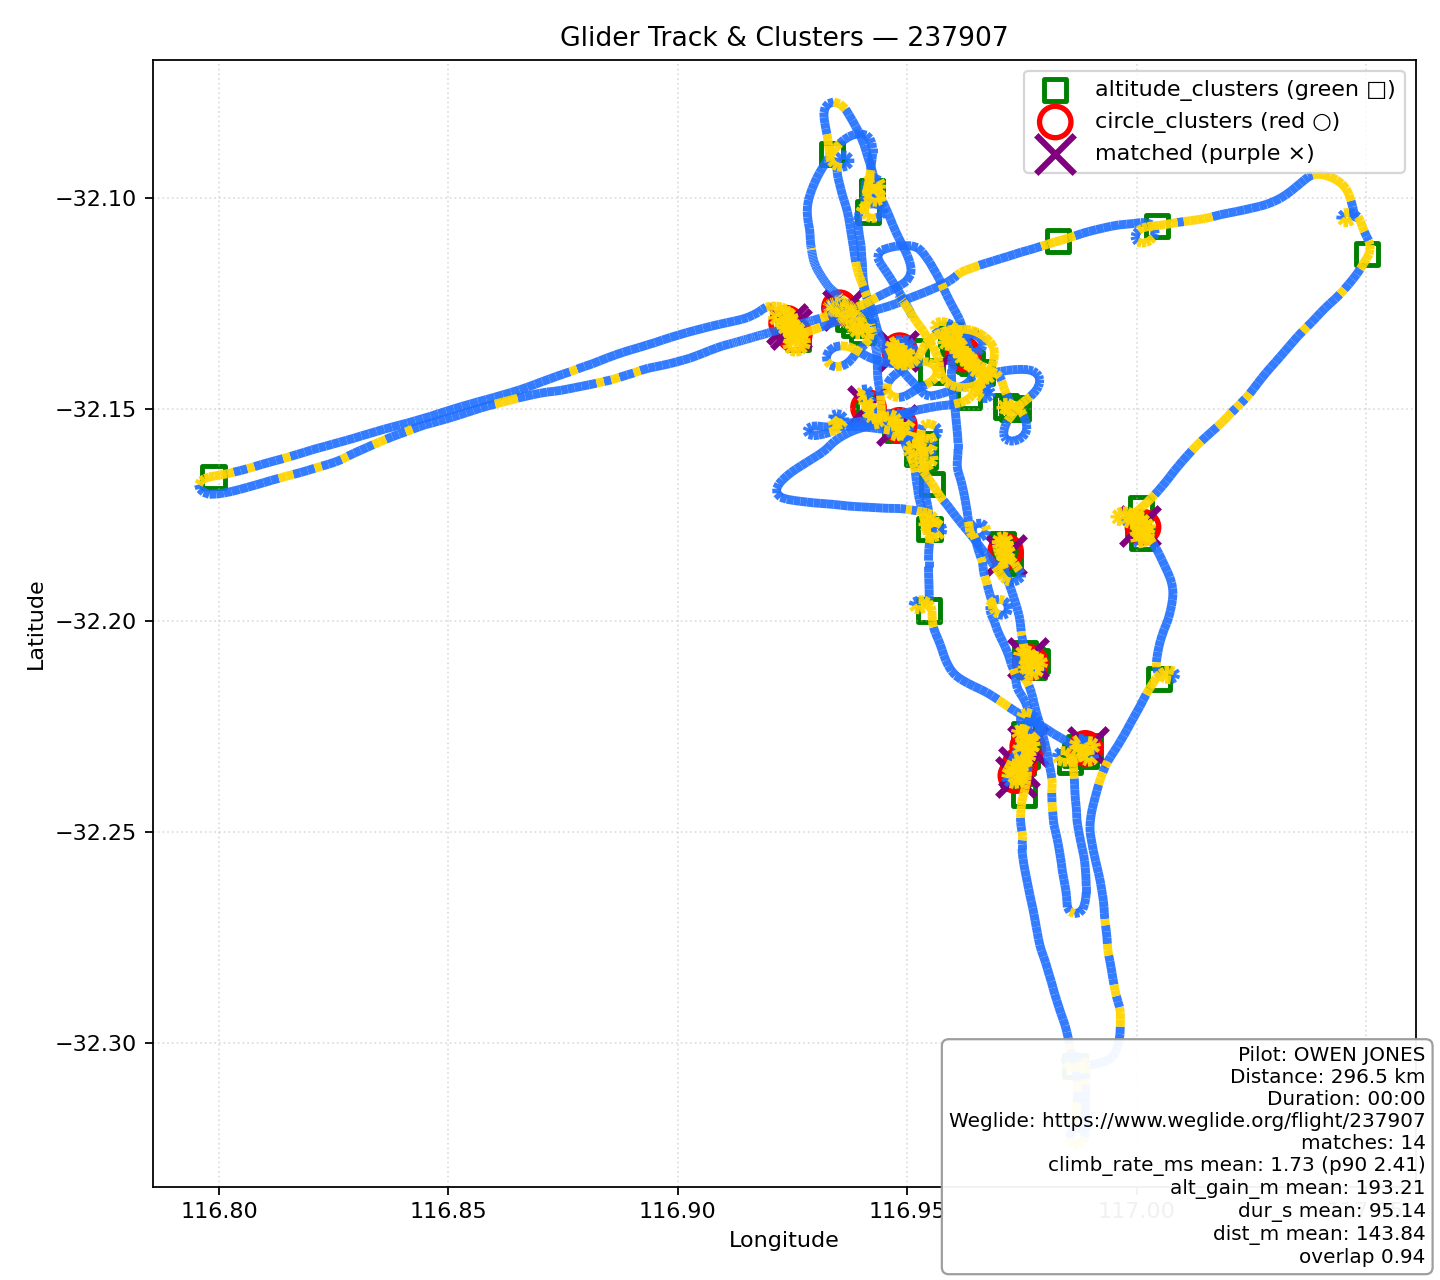 Glider Track & Clusters — 237907
altitude_clusters (green □)
circle_clusters (red ○)
matched (purple ×)
Latitude
−32.10
−32.15
−32.20
−32.25
−32.30
116.80
116.85
116.90
116.95
117.00
Longitude
Pilot: OWEN JONES
Distance: 296.5 km
Duration: 00:00
Weglide: https://www.weglide.org/flight/237907
matches: 14
climb_rate_ms mean: 1.73 (p90 2.41)
alt_gain_m mean: 193.21
dur_s mean: 95.14
dist_m mean: 143.84
overlap 0.94